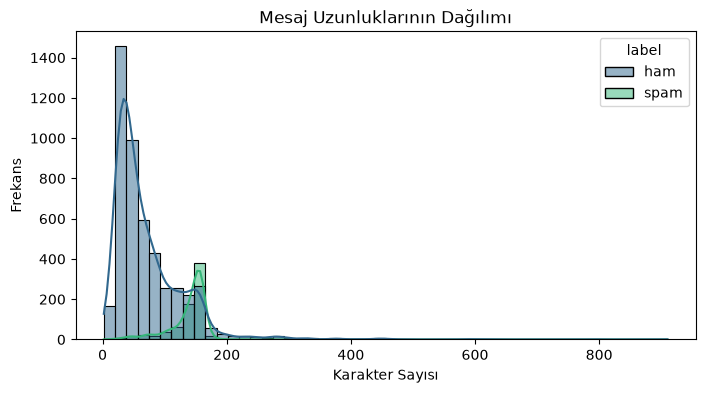 Mesaj Uzunluklarının Dağılımı
label
ham
spam
Frekans
1400
1200
1000
800
600
400
200
0
0 200 400 600 800
Karakter Sayısı